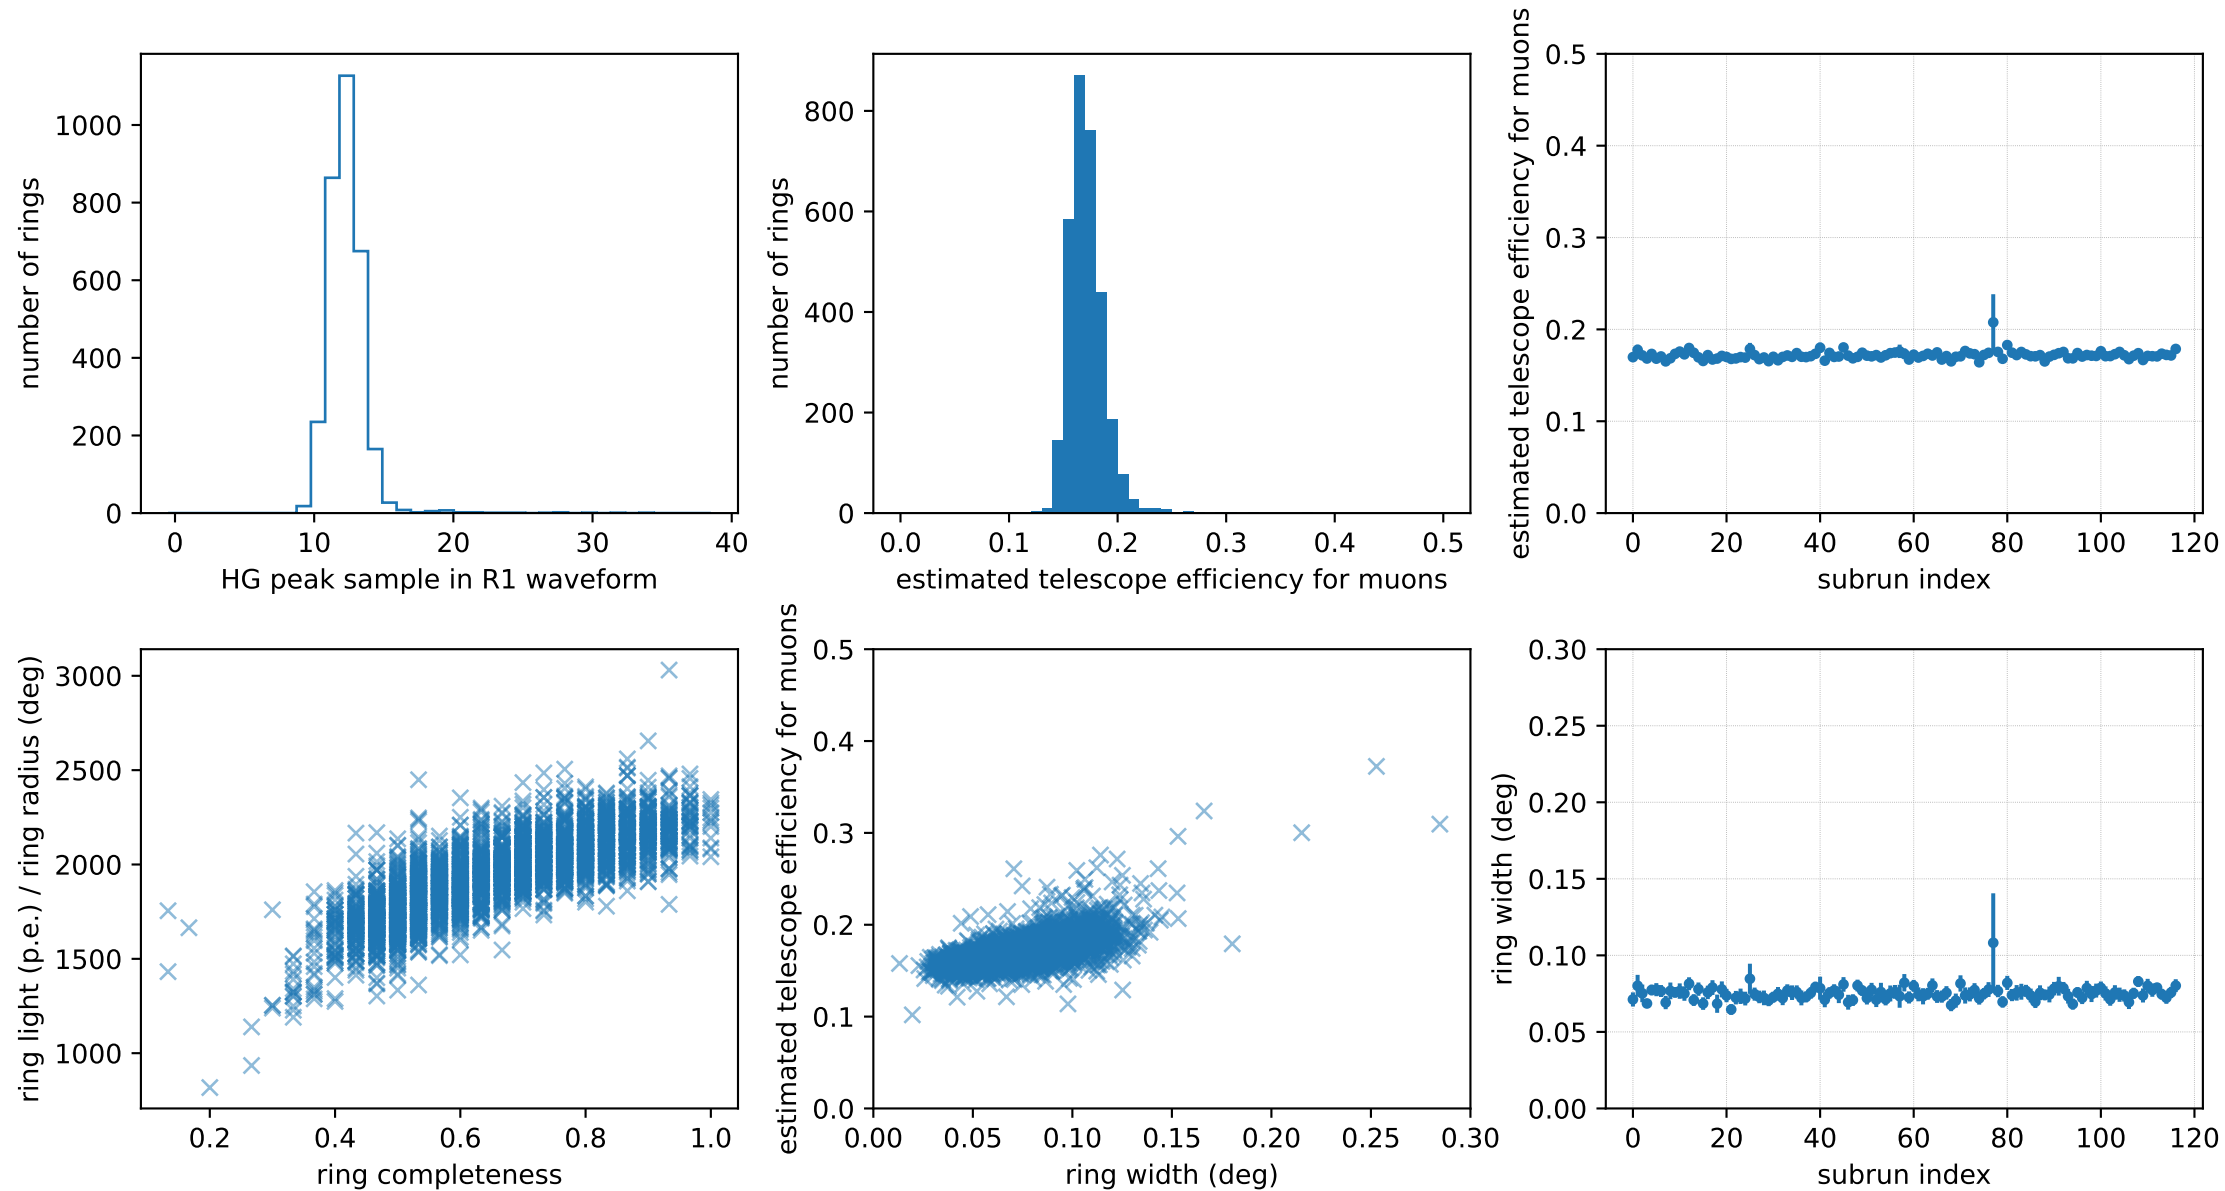 number of rings
1000
800
600
400
200
0
0 10 20 30 40
HG peak sample in R1 waveform
number of rings
800
600
400
200
0
0.0 0.1 0.2 0.3 0.4 0.5
estimated telescope efficiency for muons
estimated telescope efficiency for muons
0.5
0.4
0.3
0.2
0.1
0.0
0 20 40 60 80 100 120
subrun index
ring light (p.e.) / ring radius (deg)
3000
2500
2000
1500
1000
0.2 0.4 0.6 0.8 1.0
ring completeness
estimated telescope efficiency for muons
0.5
0.4
0.3
0.2
0.1
0.0
0.00 0.05 0.10 0.15 0.20 0.25 0.30
ring width (deg)
ring width (deg)
0.30
0.25
0.20
0.15
0.10
0.05
0.00
0 20 40 60 80 100 120
subrun index